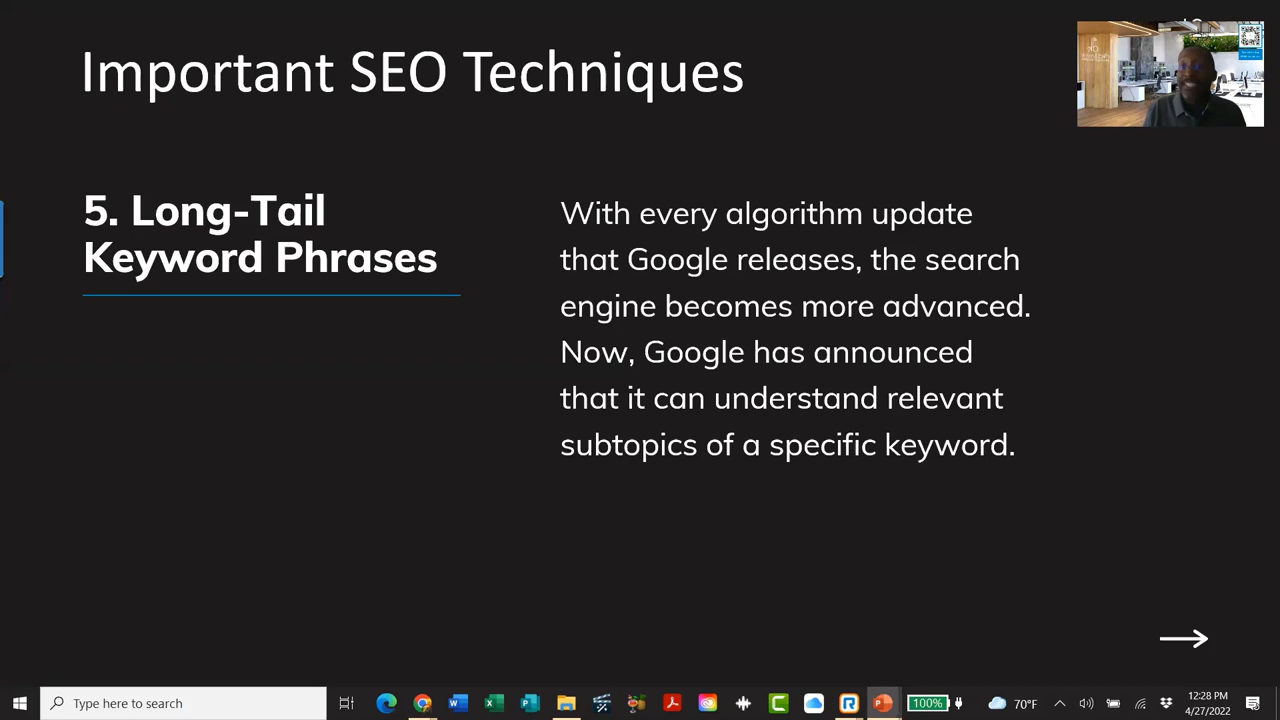 Important SEO Techniques
5. Long-Tail
Keyword Phrases
With every algorithm update
that Google releases, the search
engine becomes more advanced.
Now, Google has announced
that it can understand relevant
subtopics of a specific keyword.
Type here to search
100%
70°F
12:28 PM
4/27/2022